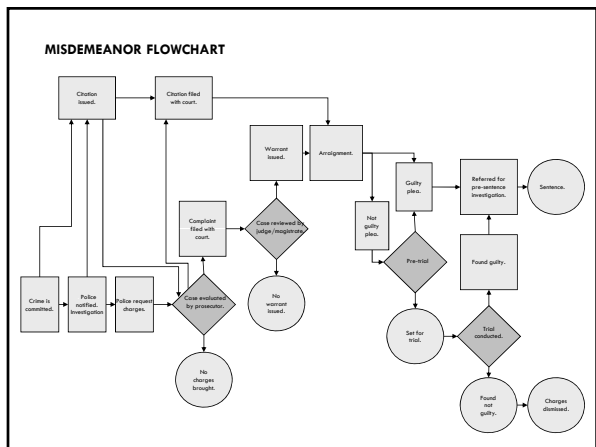 MISDEMEANOR FLOWCHART
Citation
issued.
Citation filed
with court.
Warrant
issued.
Arraignment.
Guilty
plea.
Referred for
pre-sentence
investigation.
Sentence.
Complaint
filed with
court.
Case reviewed by
judge/magistrate
Not
guilty
plea.
Pre-trial
Found guilty.
Crime is
committed.
Police
notified.
Investigation
Police request
charges.
Case evaluated
by prosecutor.
No
warrant
issued.
Set for
trial.
Trial
conducted.
No
charges
brought.
Found
not
guilty.
Charges
dismissed.